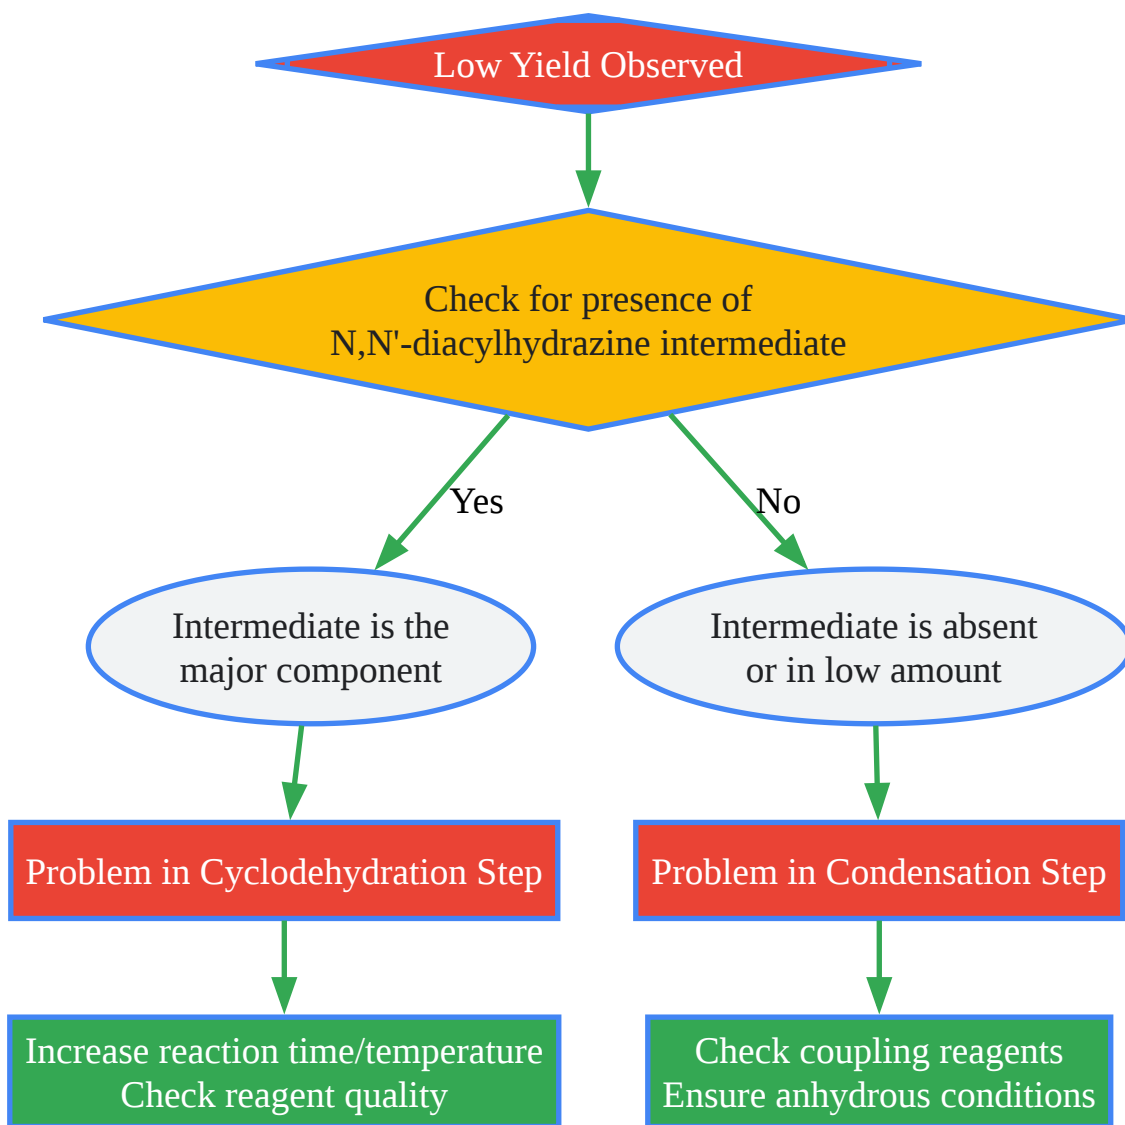 Low Yield Observed
Check for presence of
N,N'-diacylhydrazine intermediate
Yes
No
Intermediate is the
major component
Intermediate is absent
or in low amount
Problem in Cyclodehydration Step
Problem in Condensation Step
Increase reaction time/temperature
Check reagent quality
Check coupling reagents
Ensure anhydrous conditions